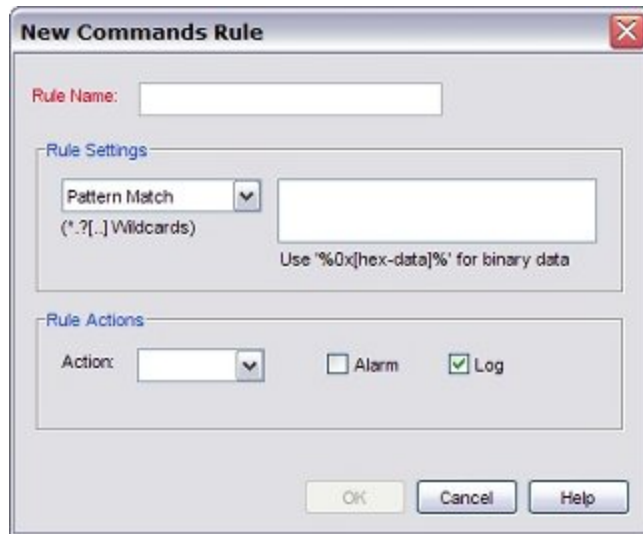 New Commands Rule
Rule Name:
Rule Settings
Pattern Match
(*.?[..] Wildcards)
Use '%0x[hex-data]%' for binary data
Rule Actions
Action:
Alarm
Log
OK
Cancel
Help